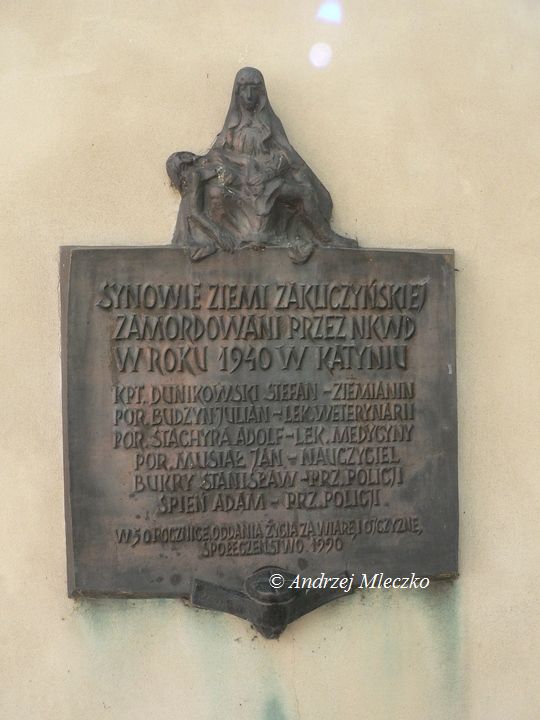 SYNOWIE ZIEMI ZAKLICZYŃSKIEJ
ZAMORDOWANI PRZEZ NKWD
W ROKU 1940 W KATYNIU
KPT. DUNIKOWSKI STEFAN - ZIEMIANIN
POR. BUDZYN JULIAN - LEK. WETERYNARII
POR. STACHYRA ADOLF - LEK. MEDYCYNY
POR. MUSIAŁ JAN - NAUCZYCIEL
BUKRY STANISŁAW - PRZ. POLICJI
ŚPIEŃ ADAM - PRZ. POLICJI
W 50 ROCZNICĘ, ODDANIA ŻYCIA ZA WIARĘ I OJCZYZNĘ,
SPOŁECZEŃSTWO 1990
© Andrzej Mleczko